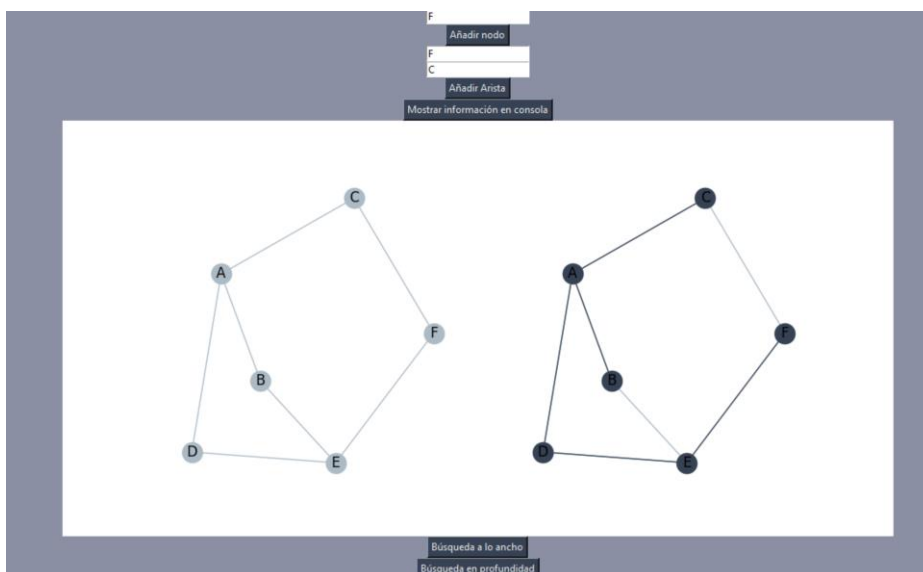 F
Añadir nodo
F
C
Añadir Arista
Mostrar información en consola
C
C
A
A
F
F
B
B
D
E
D
E
Búsqueda a lo ancho
Búsqueda en profundidad